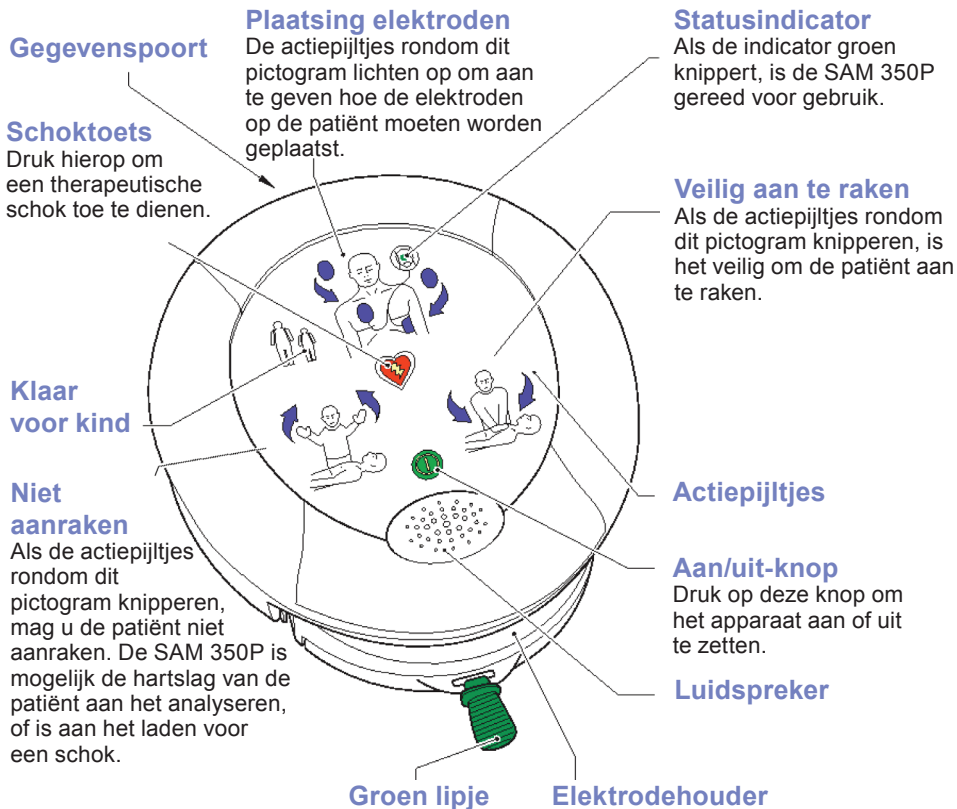 Gegevenspoort
Plaatsing elektroden
De actiepijltjes rondom dit
pictogram lichten op om aan
te geven hoe de elektroden
op de patiënt moeten worden
geplaatst.
Statusindicator
Als de indicator groen
knippert, is de SAM 350P
gereed voor gebruik.
Schoktoets
Druk hierop om
een therapeutische
schok toe te dienen.
Veilig aan te raken
Als de actiepijltjes rondom
dit pictogram knipperen, is
het veilig om de patiënt aan
te raken.
Klaar
voor kind
Niet
aanraken
Als de actiepijltjes
rondom dit
pictogram knipperen,
mag u de patiënt niet
aanraken. De SAM 350P is
mogelijk de hartslag van de
patiënt aan het analyseren,
of is aan het laden voor
een schok.
Actiepijltjes
Aan/uit-knop
Druk op deze knop om
het apparaat aan of uit
te zetten.
Luidspreker
Groen lipje
Elektrodehouder